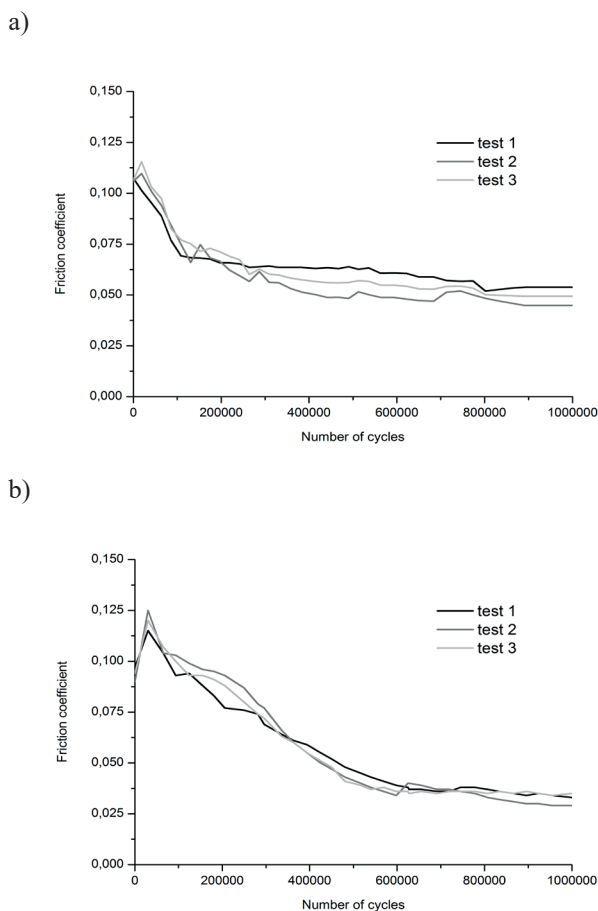 a)
0,150
0,125
0,100
0,075
0,050
0,025
0,000
Friction coefficient
test 1
test 2
test 3
0 200000 400000 600000 800000 1000000
Number of cycles
b)
0,150
0,125
0,100
0,075
0,050
0,025
0,000
Friction coefficient
test 1
test 2
test 3
0 200000 400000 600000 800000 1000000
Number of cycles